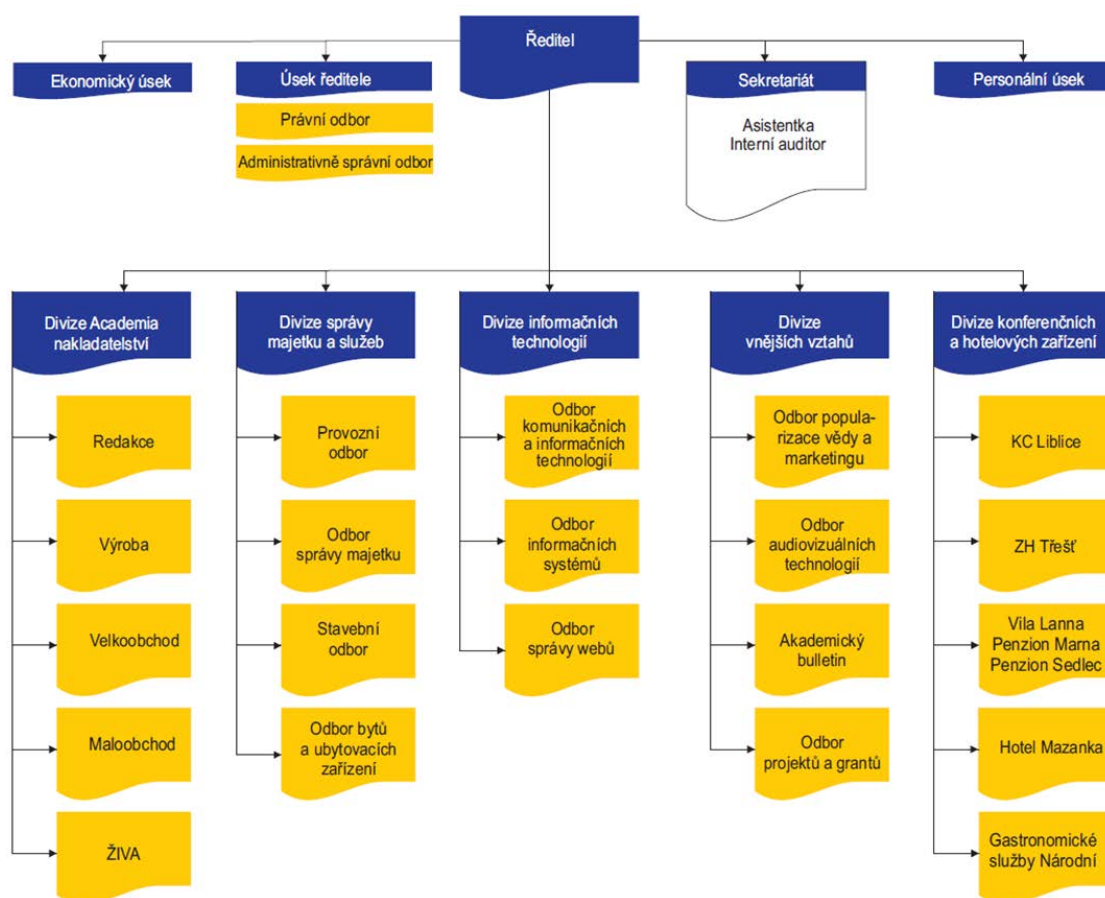 Ředitel
Ekonomický úsek
Úsek ředitele
Sekretariát
Personální úsek
Právní odbor
Administrativně správní odbor
Asistentka
Interní auditor
Divize Academia
nakladatelství
Redakce
Výroba
Velkoobchod
Maloobchod
ŽIVA
Divize správy
majetku a služeb
Provozní
odbor
Odbor
správy majetku
Stavební
odbor
Odbor bytů
a ubytovacích
zařízení
Divize informačních
technologií
Odbor
komunikačních
a informačních
technologií
Odbor
informačních
systémů
Odbor
správy webů
Divize
vnějších vztahů
Odbor popula-
rizace vědy a
marketingu
Odbor
audiovizuálních
technologií
Akademický
bulletin
Odbor
projektů a grantů
Divize konferenčních
a hotelových zařízení
KC Liblice
ZH Třešť
Vila Lanna
Penzion Marna
Penzion Sedlec
Hotel Mazanka
Gastronomické
služby Národní